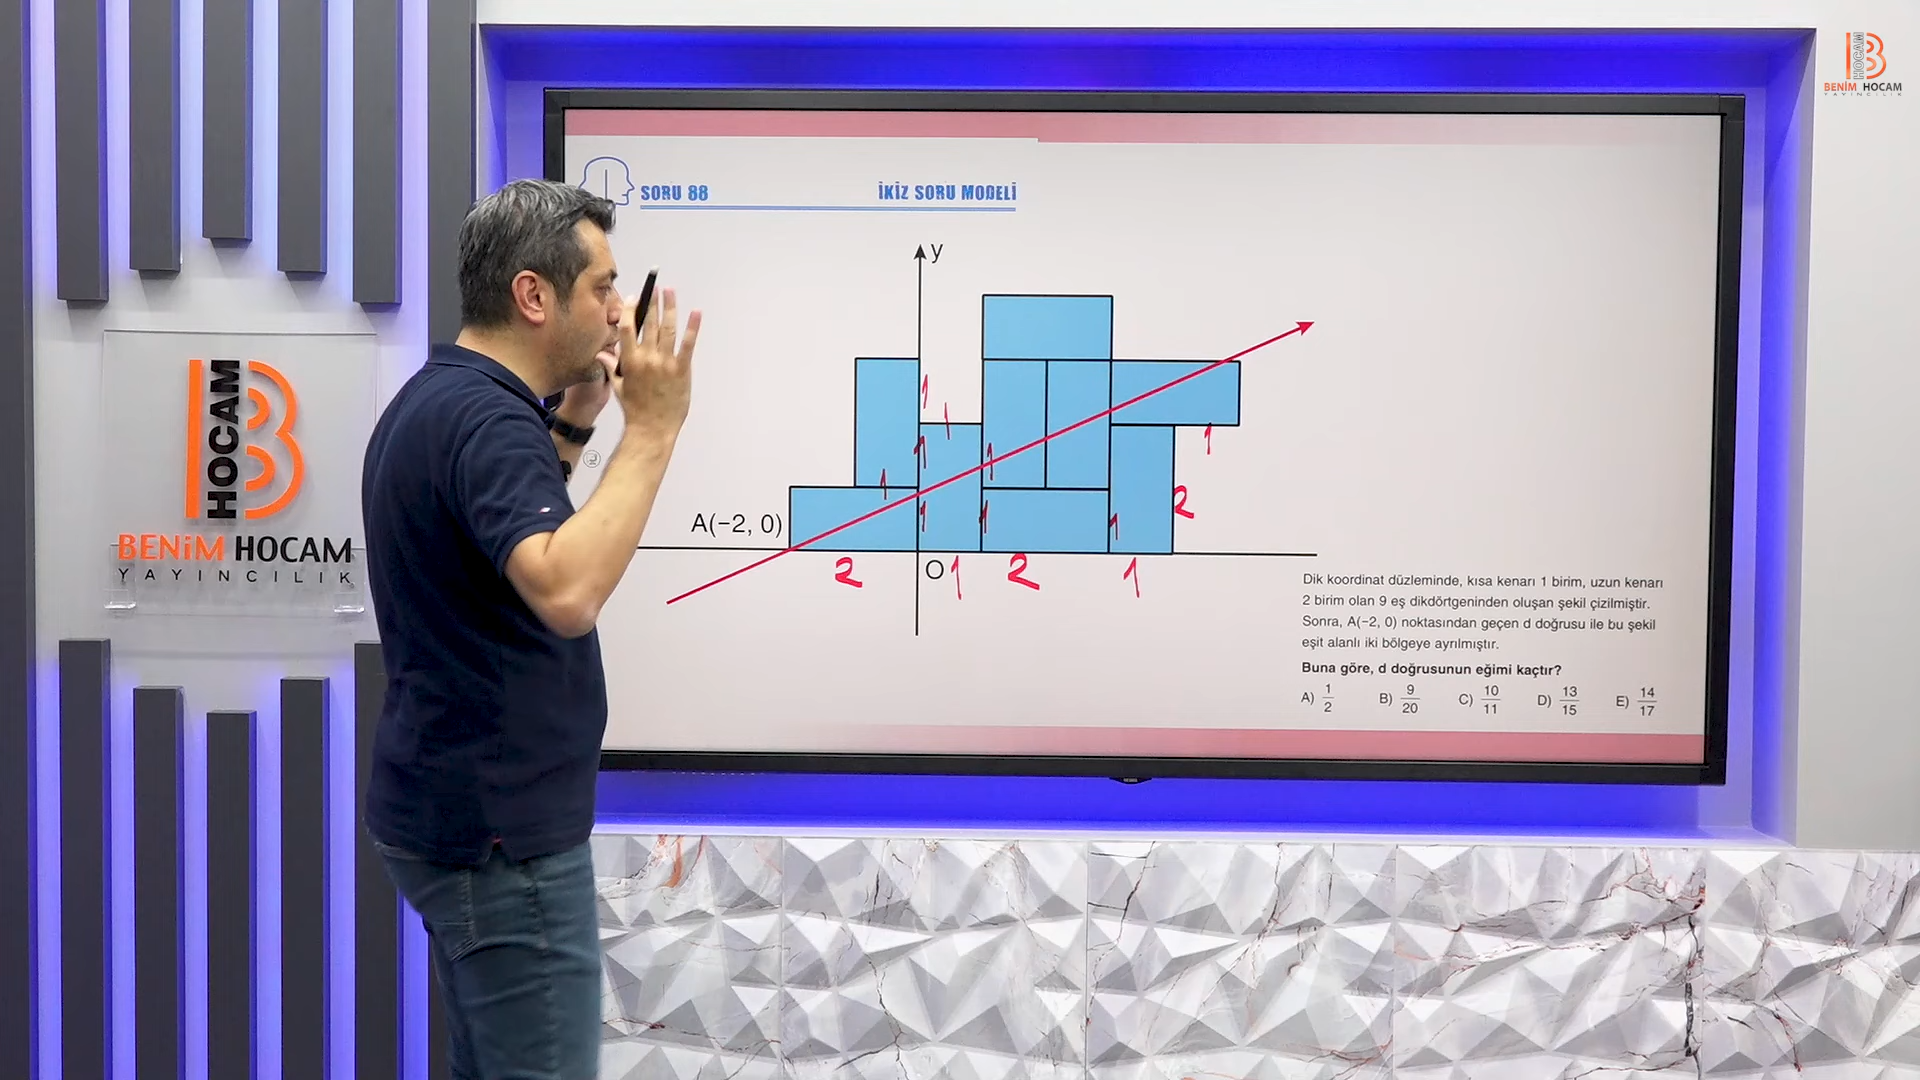 B
HOCAM
BENİM HOCAM
YAYINCILIK
SORU 88
İKİZ SORU MODELİ
y
1
1
1
1
1
1
A(−2, 0)
1
1
1
1
2
2
O
1
2
1
Dik koordinat düzleminde, kısa kenarı 1 birim, uzun kenarı
2 birim olan 9 eş dikdörtgeninden oluşan şekil çizilmiştir.
Sonra, A(−2, 0) noktasından geçen d doğrusu ile bu şekil
eşit alanlı iki bölgeye ayrılmıştır.
Buna göre, d doğrusunun eğimi kaçtır?
A) 1/2 B) 9/20 C) 10/11 D) 13/15 E) 14/17
B
HOCAM
BENİM HOCAM
YAYINCILIK